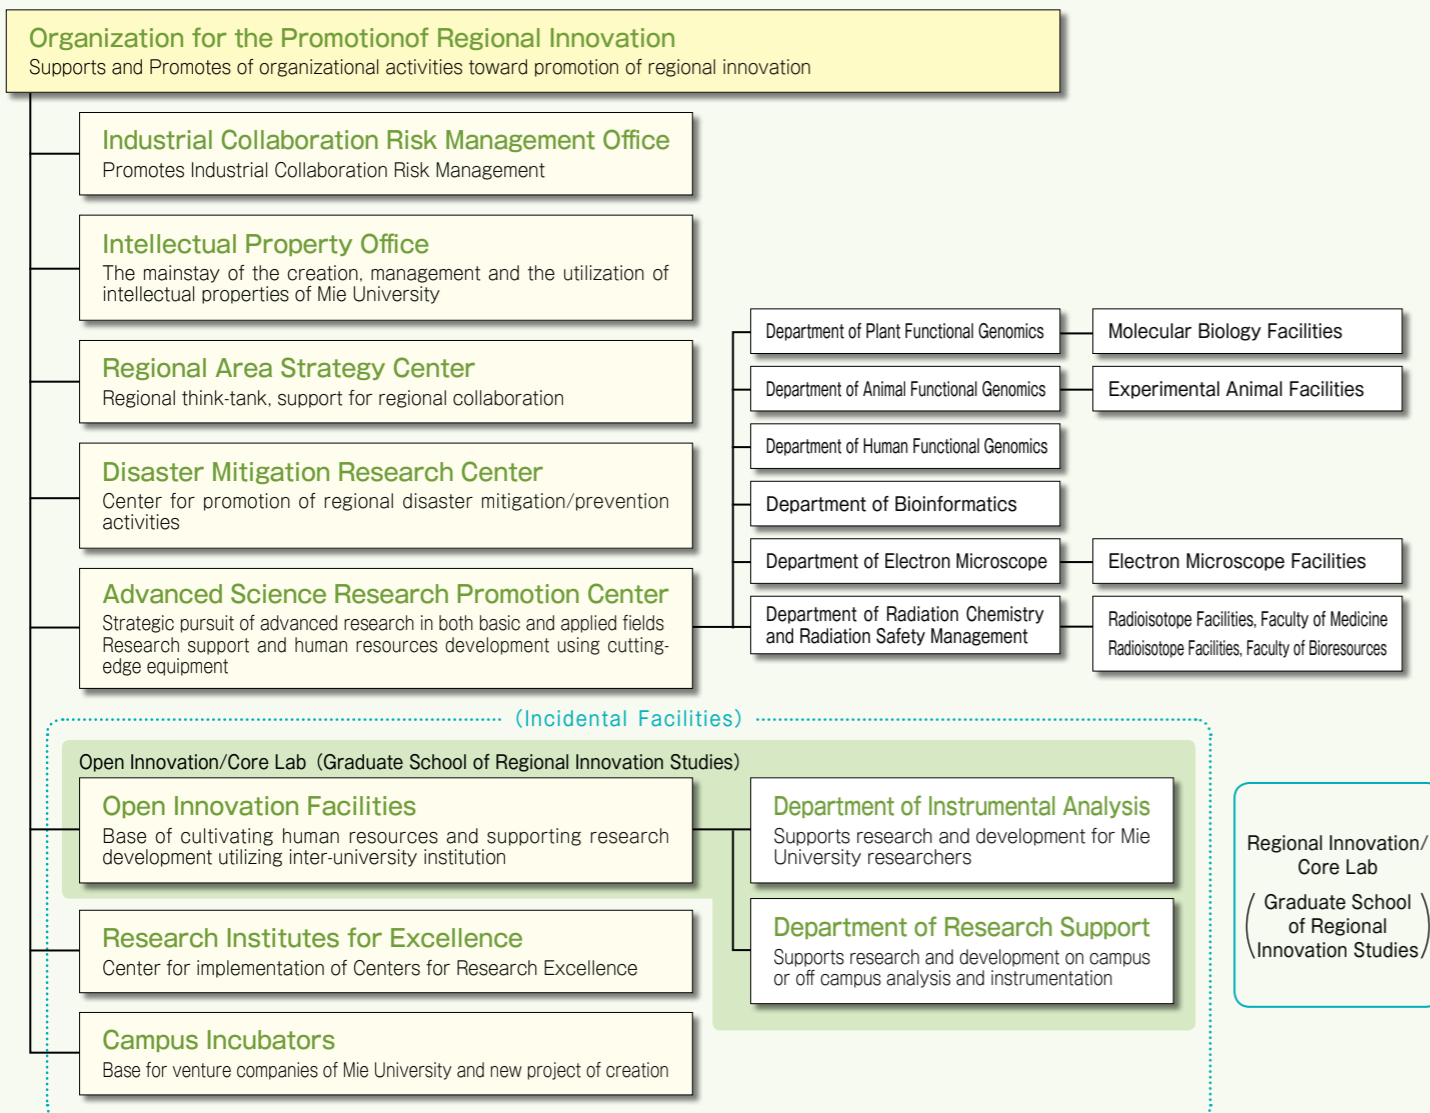 Organization for the Promotionof Regional Innovation
Supports and Promotes of organizational activities toward promotion of regional innovation
Industrial Collaboration Risk Management Office
Promotes Industrial Collaboration Risk Management
Intellectual Property Office
The mainstay of the creation, management and the utilization of
intellectual properties of Mie University
Regional Area Strategy Center
Regional think-tank, support for regional collaboration
Disaster Mitigation Research Center
Center for promotion of regional disaster mitigation/prevention
activities
Advanced Science Research Promotion Center
Strategic pursuit of advanced research in both basic and applied fields
Research support and human resources development using cutting-
edge equipment
Department of Plant Functional Genomics
Molecular Biology Facilities
Department of Animal Functional Genomics
Experimental Animal Facilities
Department of Human Functional Genomics
Department of Bioinformatics
Department of Electron Microscope
Electron Microscope Facilities
Department of Radiation Chemistry
and Radiation Safety Management
Radioisotope Facilities, Faculty of Medicine
Radioisotope Facilities, Faculty of Bioresources
(Incidental Facilities)
Open Innovation/Core Lab (Graduate School of Regional Innovation Studies)
Open Innovation Facilities
Base of cultivating human resources and supporting research
development utilizing inter-university institution
Department of Instrumental Analysis
Supports research and development for Mie
University researchers
Department of Research Support
Supports research and development on campus
or off campus analysis and instrumentation
Research Institutes for Excellence
Center for implementation of Centers for Research Excellence
Campus Incubators
Base for venture companies of Mie University and new project of creation
Regional Innovation/
Core Lab
(Graduate School
of Regional
Innovation Studies)